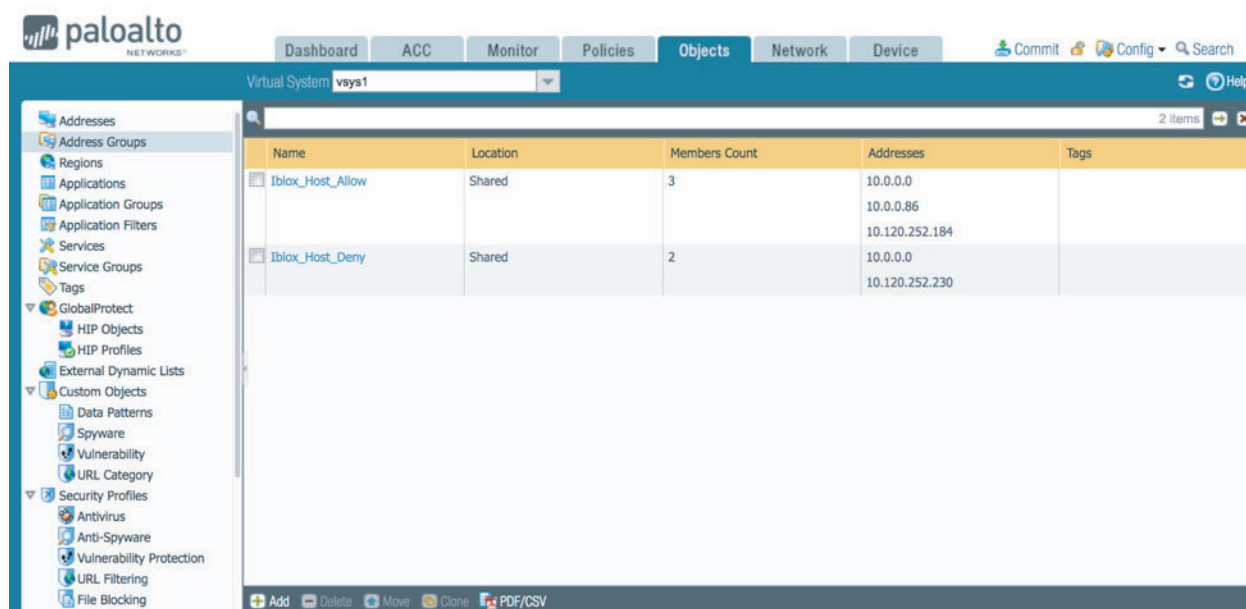 paloalto
NETWORKS®
Dashboard ACC Monitor Policies Objects Network Device Commit Config Search
Virtual System vsys1 Help
Addresses
Address Groups
Regions
Applications
Application Groups
Application Filters
Services
Service Groups
Tags
GlobalProtect
HIP Objects
HIP Profiles
External Dynamic Lists
Custom Objects
Data Patterns
Spyware
Vulnerability
URL Category
Security Profiles
Antivirus
Anti-Spyware
Vulnerability Protection
URL Filtering
File Blocking
2 items
Name Location Members Count Addresses Tags
Iblox_Host_Allow Shared 3 10.0.0.0
10.0.0.86
10.120.252.184
Iblox_Host_Deny Shared 2 10.0.0.0
10.120.252.230
Add Delete Move Clone PDF/CSV